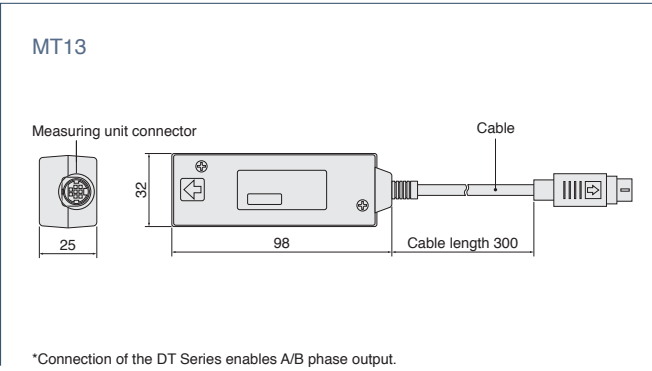 MT13
Measuring unit connector
Cable
32
25
98
Cable length 300
*Connection of the DT Series enables A/B phase output.